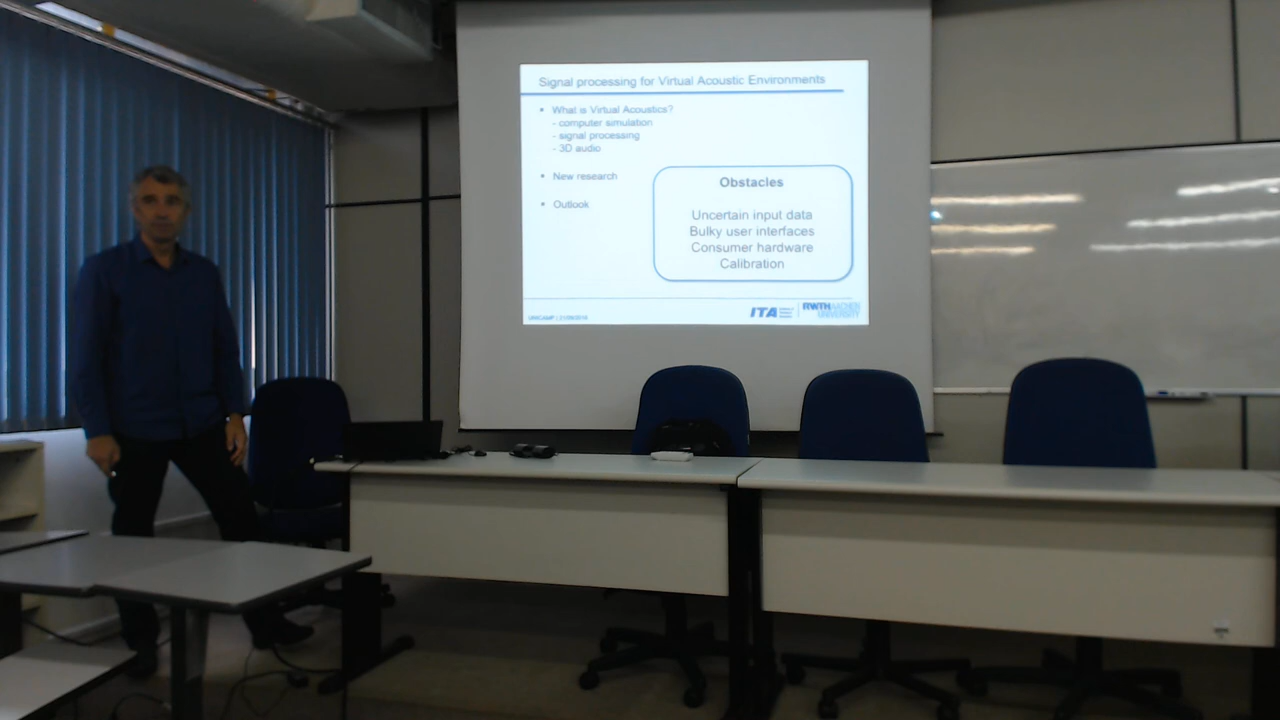 Signal processing for Virtual Acoustic Environments
• What is Virtual Acoustics?
- computer simulation
- signal processing
- 3D audio
• New research
• Outlook
Obstacles
Uncertain input data
Bulky user interfaces
Consumer hardware
Calibration
ITA
RWTH AACHEN
UNIVERSITY